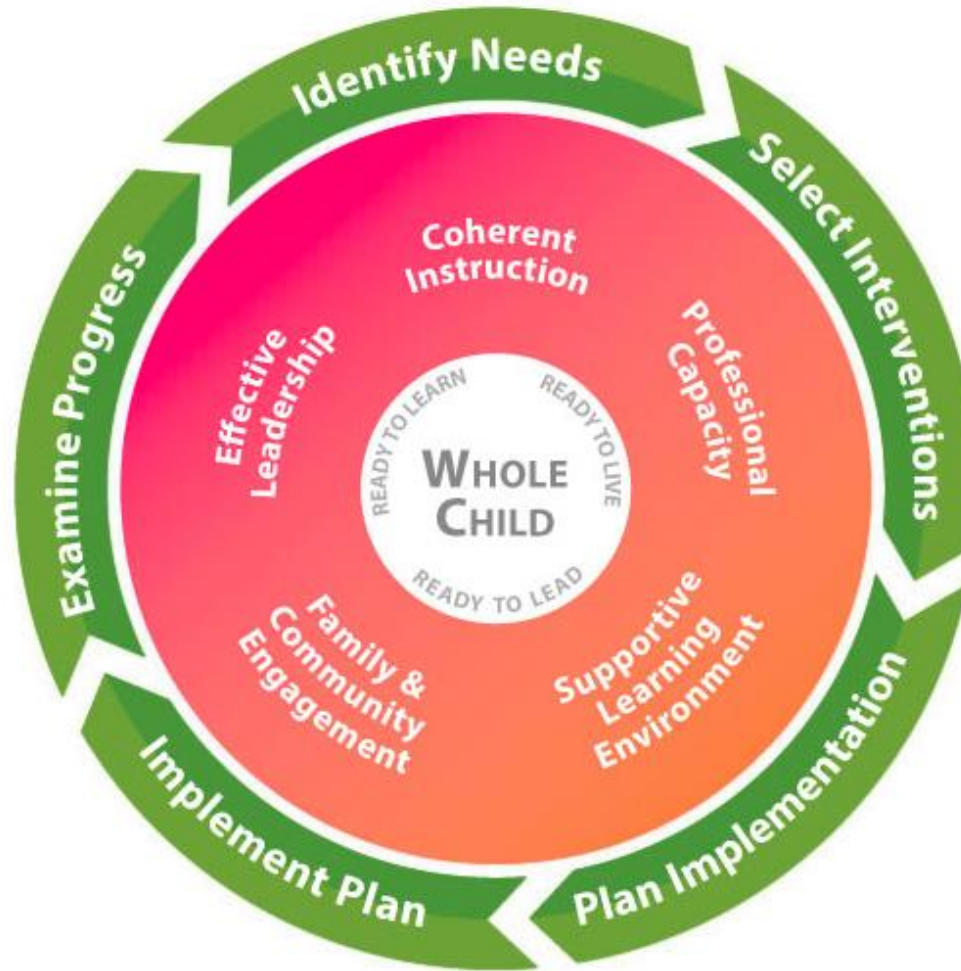 Identify Needs
Select Interventions
Plan Implementation
Implement Plan
Examine Progress
Coherent
Instruction
Professional
Capacity
Supportive
Learning
Environment
Family &
Community
Engagement
Effective
Leadership
READY TO LEARN
READY TO LIVE
READY TO LEAD
WHOLE
CHILD